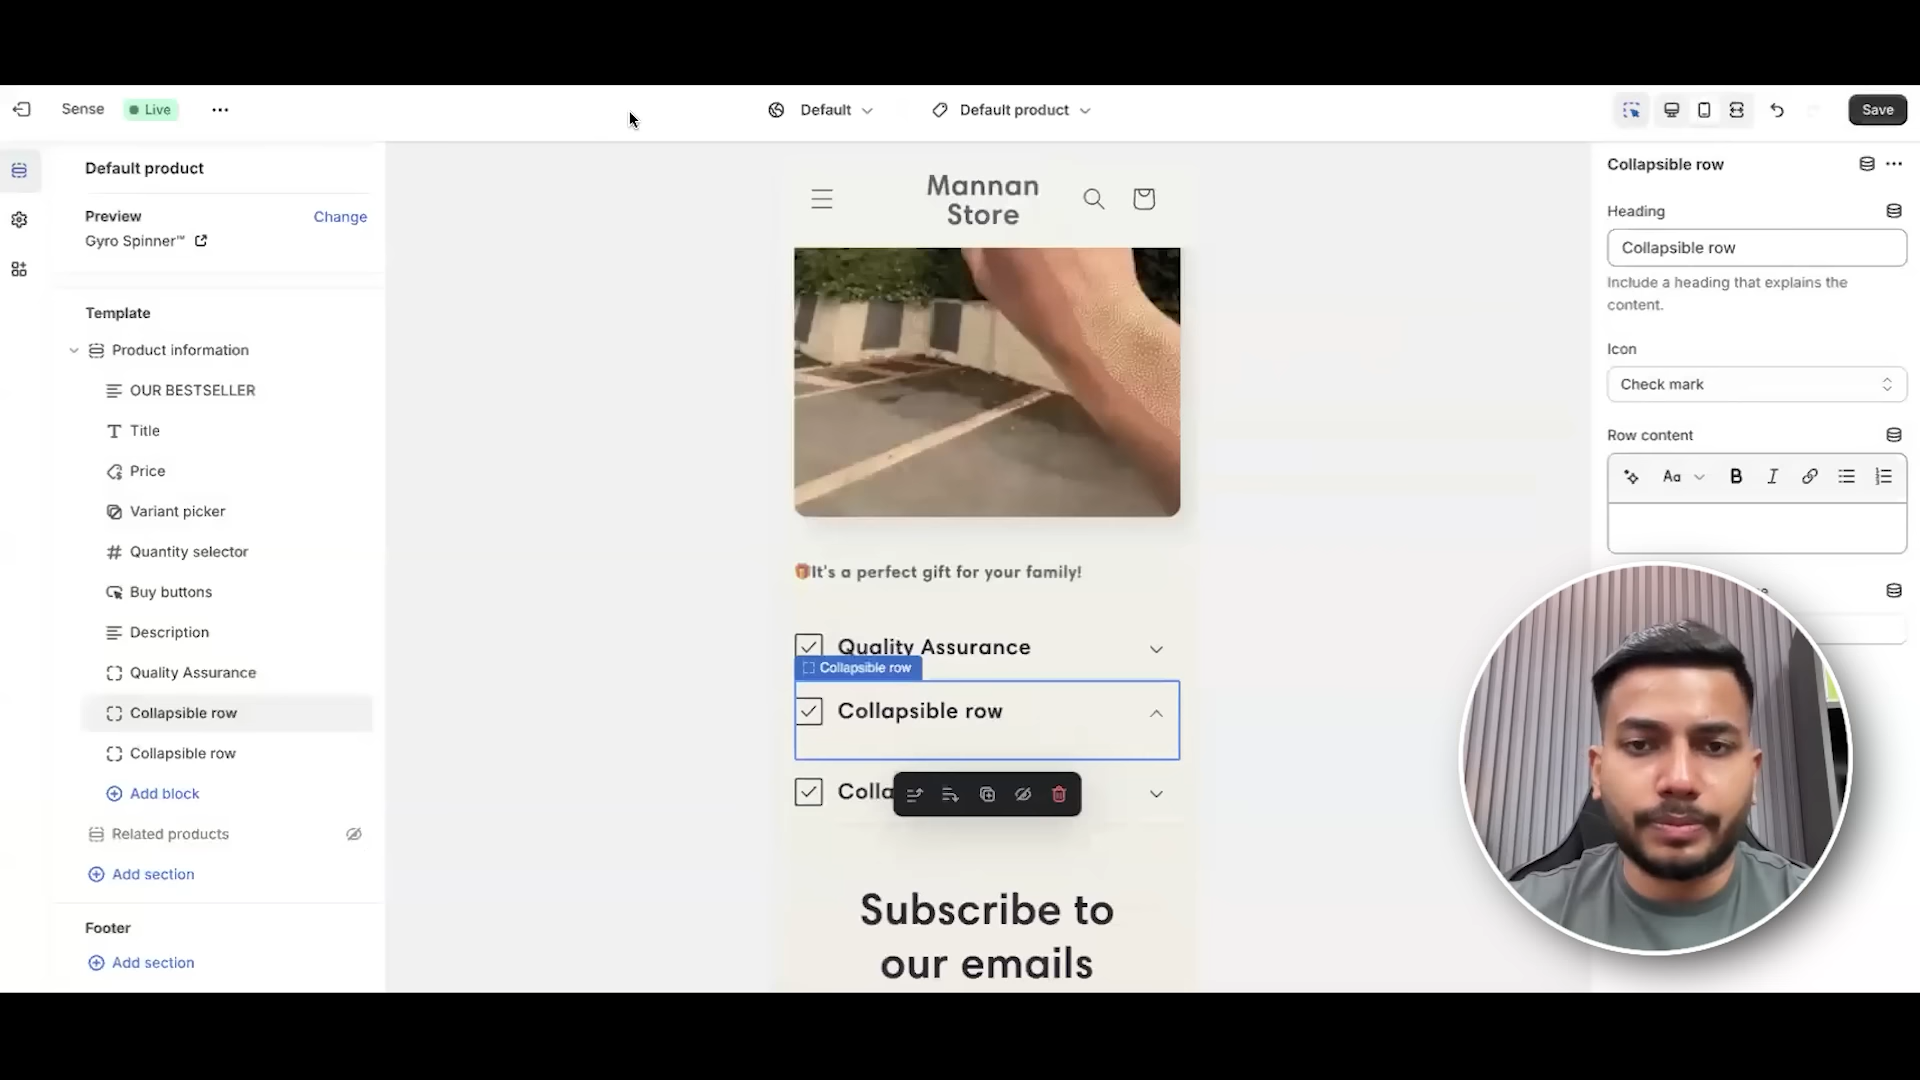 Sense
Live
Default
Default product
Save
Default product
Preview
Change
Gyro Spinner™
Template
Product information
OUR BESTSELLER
Title
Price
Variant picker
Quantity selector
Buy buttons
Description
Quality Assurance
Collapsible row
Collapsible row
Add block
Related products
Add section
Footer
Add section
Mannan
Store
🎁It's a perfect gift for your family!
Quality Assurance
Collapsible row
Collapsible row
Colla
Subscribe to
our emails
Collapsible row
Heading
Collapsible row
Include a heading that explains the
content.
Icon
Check mark
Row content
Aa
B
I